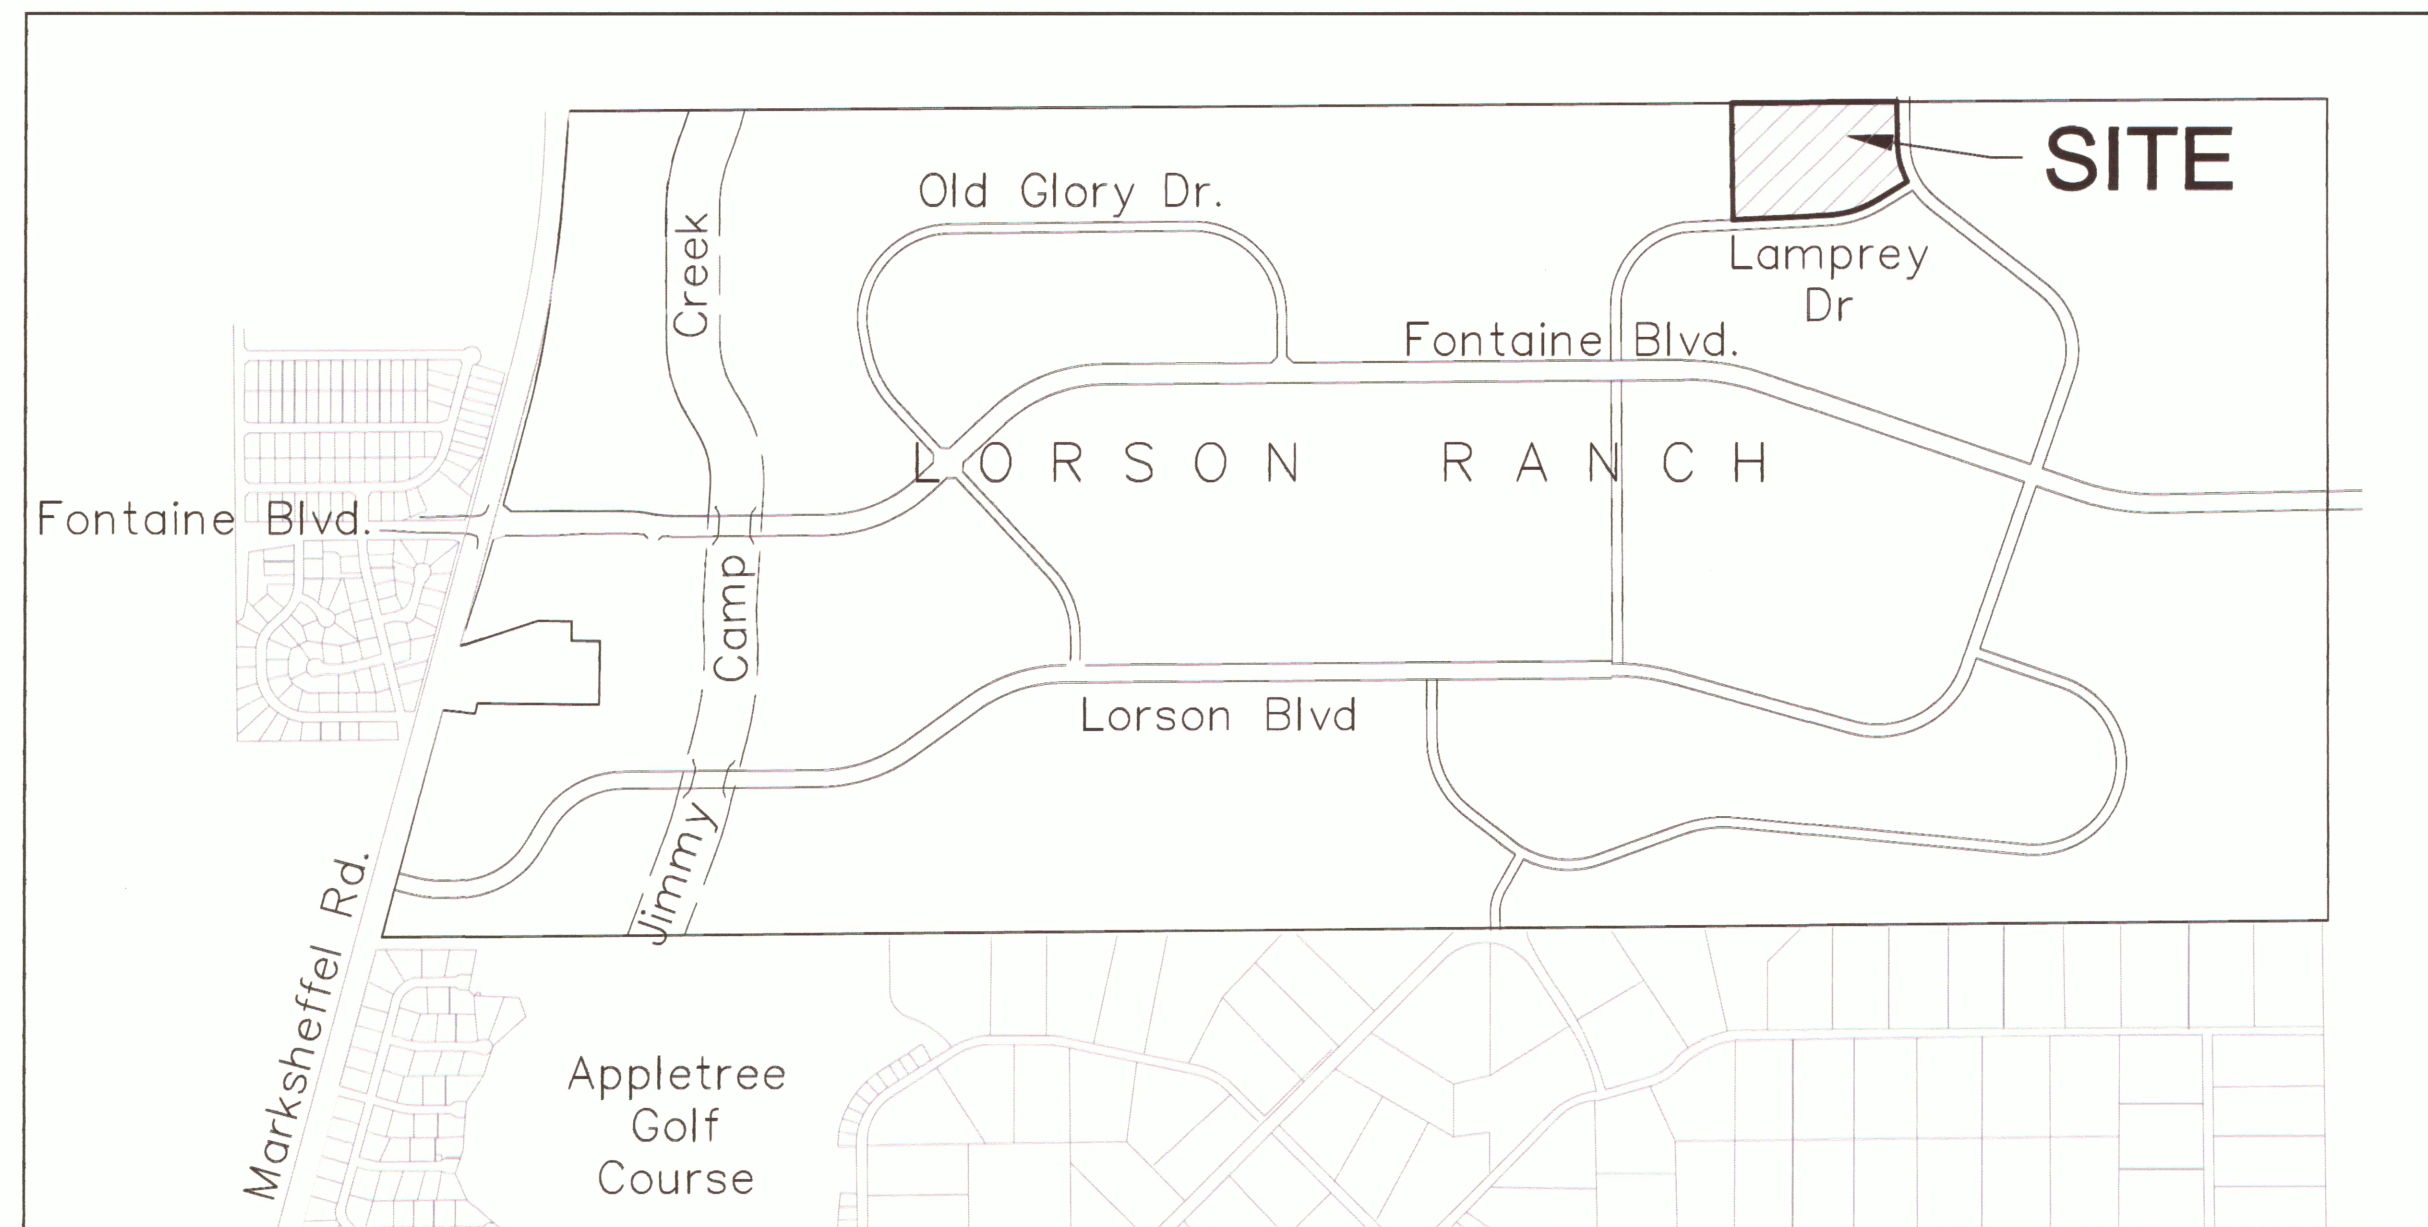 SITE
Old Glory Dr.
Creek
Lamprey
Dr
Fontaine Blvd.
LORSON RANCH
Fontaine Blvd.
Camp
Lorson Blvd
Jimmy
Marksheffel Rd.
Appletree
Golf
Course